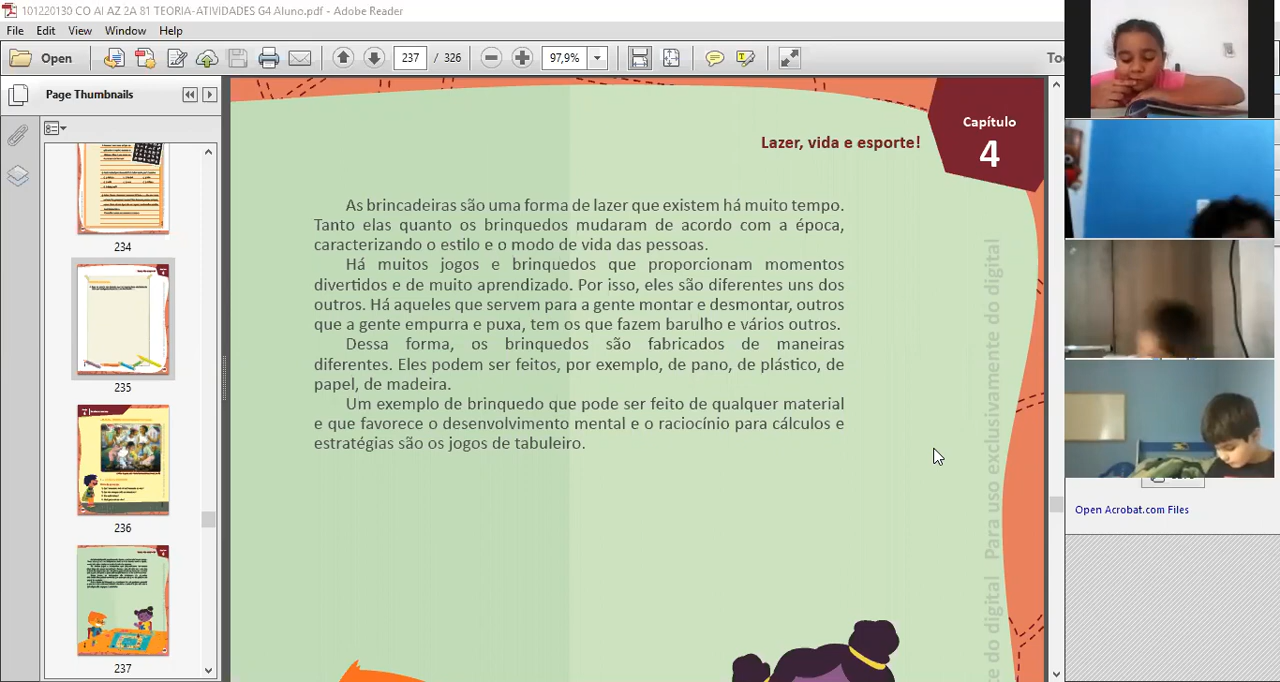 101220130 CO AI AZ 2A 81 TEORIA-ATIVIDADES G4 Aluno.pdf - Adobe Reader
File Edit View Window Help
Open 237 / 326 97,9% To
Page Thumbnails
234
235
236
237
Capítulo
4
Lazer, vida e esporte!
As brincadeiras são uma forma de lazer que existem há muito tempo.
Tanto elas quanto os brinquedos mudaram de acordo com a época,
caracterizando o estilo e o modo de vida das pessoas.
Há muitos jogos e brinquedos que proporcionam momentos
divertidos e de muito aprendizado. Por isso, eles são diferentes uns dos
outros. Há aqueles que servem para a gente montar e desmontar, outros
que a gente empurra e puxa, tem os que fazem barulho e vários outros.
Dessa forma, os brinquedos são fabricados de maneiras
diferentes. Eles podem ser feitos, por exemplo, de pano, de plástico, de
papel, de madeira.
Um exemplo de brinquedo que pode ser feito de qualquer material
e que favorece o desenvolvimento mental e o raciocínio para cálculos e
estratégias são os jogos de tabuleiro.
te do digital Para uso exclusivamente do digital
Open Acrobat.com Files